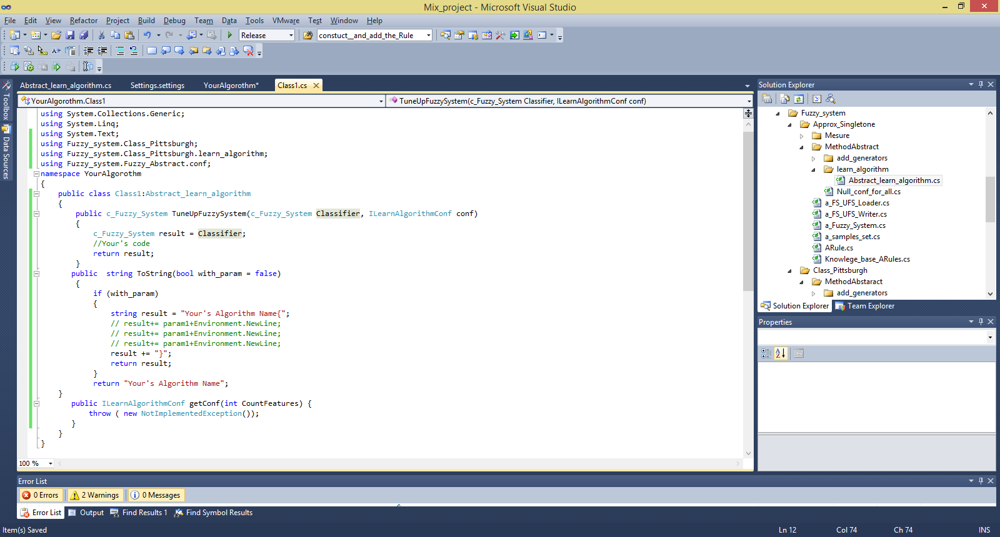 Mix_project - Microsoft Visual Studio
File Edit View Refactor Project Build Debug Team Data Tools VMware Test Window Help
Release constuct__and_add_the_Rule
Abstract_learn_algorithm.cs Settings.settings YourAlgorothm* Class1.cs
YourAlgorothm.Class1 TuneUpFuzzySystem(c_Fuzzy_System Classifier, ILearnAlgorithmConf conf)
Toolbox
Data Sources
using System.Collections.Generic;
using System.Linq;
using System.Text;
using Fuzzy_system.Class_Pittsburgh;
using Fuzzy_system.Class_Pittsburgh.learn_algorithm;
using Fuzzy_system.Fuzzy_Abstract.conf;
namespace YourAlgorothm
{
public class Class1:Abstract_learn_algorithm
{
public c_Fuzzy_System TuneUpFuzzySystem(c_Fuzzy_System Classifier, ILearnAlgorithmConf conf)
{
c_Fuzzy_System result = Classifier;
//Your's code
return result;
}
public  string ToString(bool with_param = false)
{
if (with_param)
{
string result = "Your's Algorithm Name{";
// result+= param1+Environment.NewLine;
// result+= param1+Environment.NewLine;
// result+= param1+Environment.NewLine;
result += "}";
return result;
}
return "Your's Algorithm Name";
}
public ILearnAlgorithmConf getConf(int CountFeatures) {
throw ( new NotImplementedException());
}
}
}
100 %
Solution Explorer
Fuzzy_system
Approx_Singletone
Mesure
MethodAbstract
add_generators
learn_algorithm
Abstract_learn_algorithm.cs
Null_conf_for_all.cs
a_FS_UFS_Loader.cs
a_FS_UFS_Writer.cs
a_Fuzzy_System.cs
a_samples_set.cs
ARule.cs
Knowlege_base_ARules.cs
Class_Pittsburgh
MethodAbstaract
add_generators
Solution Explorer Team Explorer
Properties
Error List
0 Errors 2 Warnings 0 Messages
Error List Output Find Results 1 Find Symbol Results
Item(s) Saved Ln 12 Col 74 Ch 74 INS